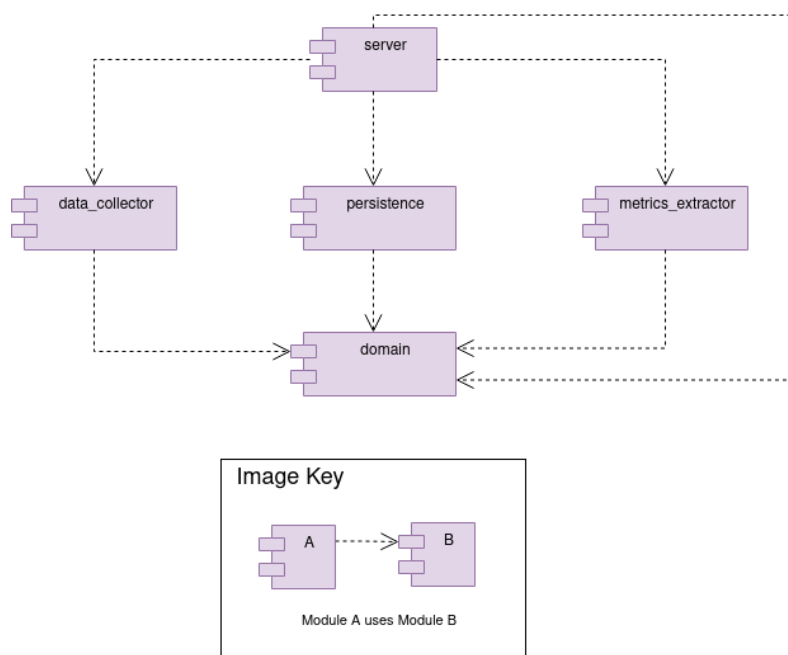 server
data_collector
persistence
metrics_extractor
domain
Image Key
A
B
Module A uses Module B